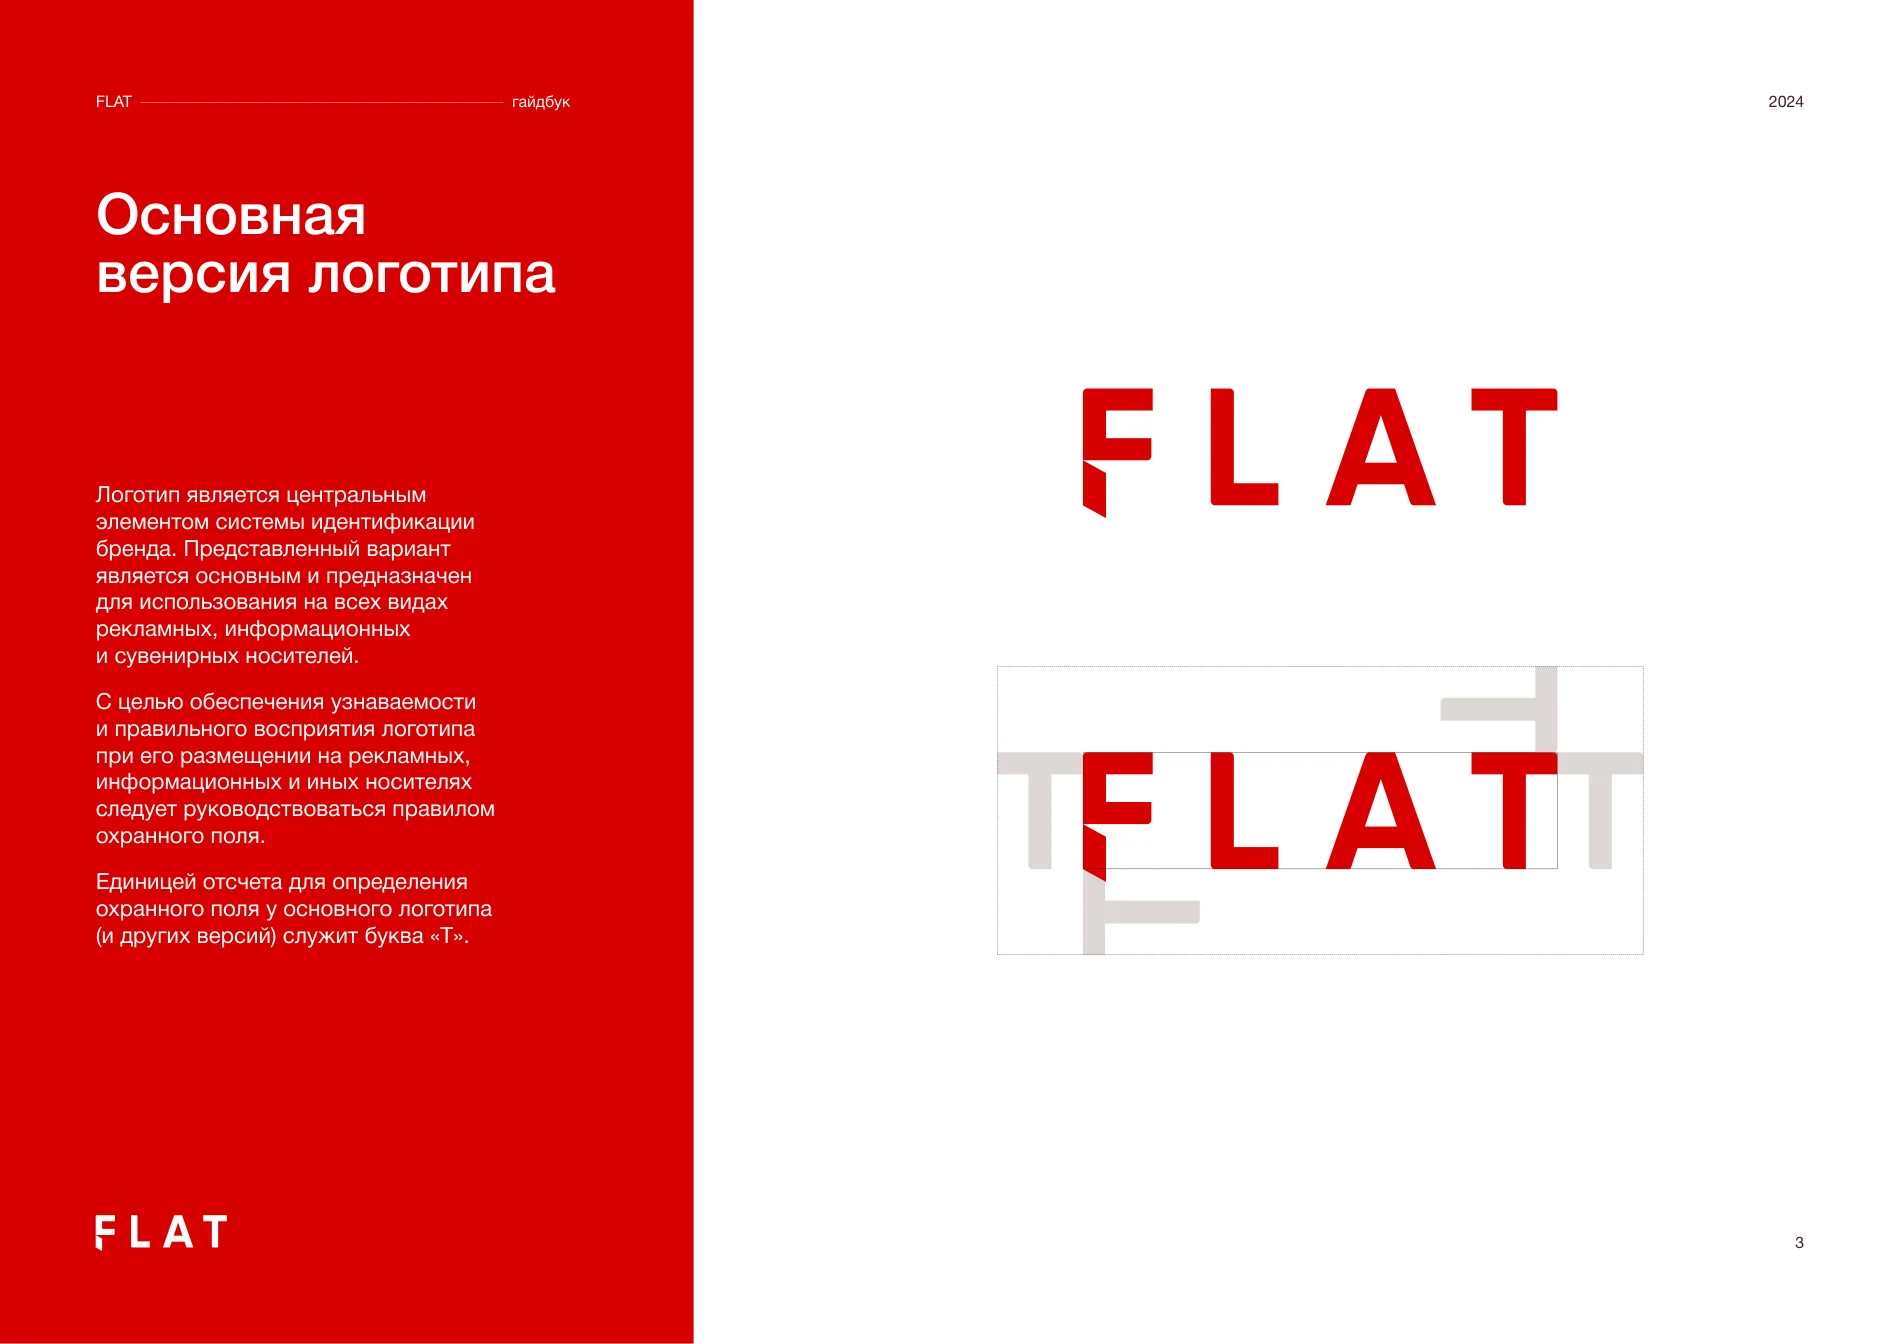 FLAT гайдбук
2024
Основная
версия логотипа
Логотип является центральным
элементом системы идентификации
бренда. Представленный вариант
является основным и предназначен
для использования на всех видах
рекламных, информационных
и сувенирных носителей.
С целью обеспечения узнаваемости
и правильного восприятия логотипа
при его размещении на рекламных,
информационных и иных носителях
следует руководствоваться правилом
охранного поля.
Единицей отсчета для определения
охранного поля у основного логотипа
(и других версий) служит буква «Т».
FLAT
FLAT
T
T FLAT T
T
3